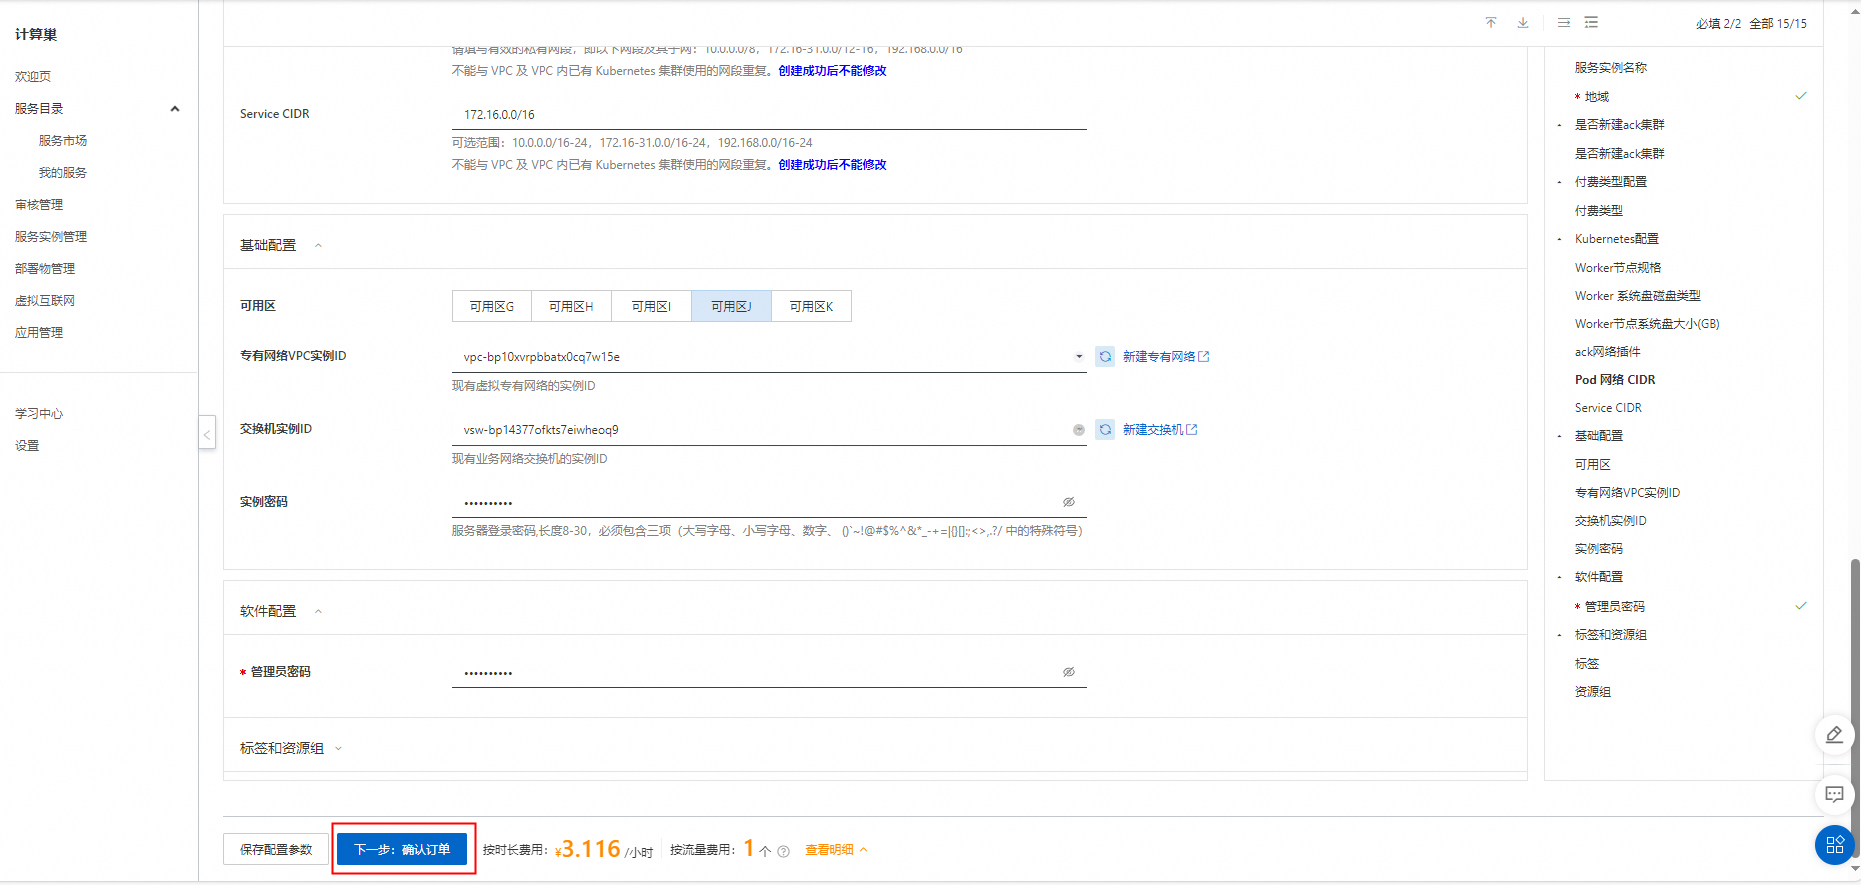 计算巢
欢迎页
服务目录
服务市场
我的服务
审核管理
服务实例管理
部署物管理
虚拟互联网
应用管理
学习中心
设置
必填 2/2 全部 15/15
请填写有效的私有网段，即以下网段及其子网：10.0.0.0/8，172.16-31.0.0/12-16，192.168.0.0/16
不能与 VPC 及 VPC 内已有 Kubernetes 集群使用的网段重复。创建成功后不能修改
Service CIDR
172.16.0.0/16
可选范围：10.0.0.0/16-24，172.16-31.0.0/16-24，192.168.0.0/16-24
不能与 VPC 及 VPC 内已有 Kubernetes 集群使用的网段重复。创建成功后不能修改
基础配置
可用区
可用区G 可用区H 可用区I 可用区J 可用区K
专有网络VPC实例ID
vpc-bp10xvrpbbatx0cq7w15e
新建专有网络
现有虚拟专有网络的实例ID
交换机实例ID
vsw-bp14377ofkts7eiwheoq9
新建交换机
现有业务网络交换机的实例ID
实例密码
••••••••••
服务器登录密码,长度8-30，必须包含三项（大写字母、小写字母、数字、 ()`~!@#$%^&*_-+=|{}[]:;<>,.?/ 中的特殊符号）
软件配置
* 管理员密码
••••••••••
标签和资源组
保存配置参数
下一步：确认订单
按时长费用：¥3.116 /小时
按流量费用：1 个
查看明细
服务实例名称
* 地域
是否新建ack集群
是否新建ack集群
付费类型配置
付费类型
Kubernetes配置
Worker节点规格
Worker 系统盘磁盘类型
Worker节点系统盘大小(GB)
ack网络插件
Pod 网络 CIDR
Service CIDR
基础配置
可用区
专有网络VPC实例ID
交换机实例ID
实例密码
软件配置
* 管理员密码
标签和资源组
标签
资源组